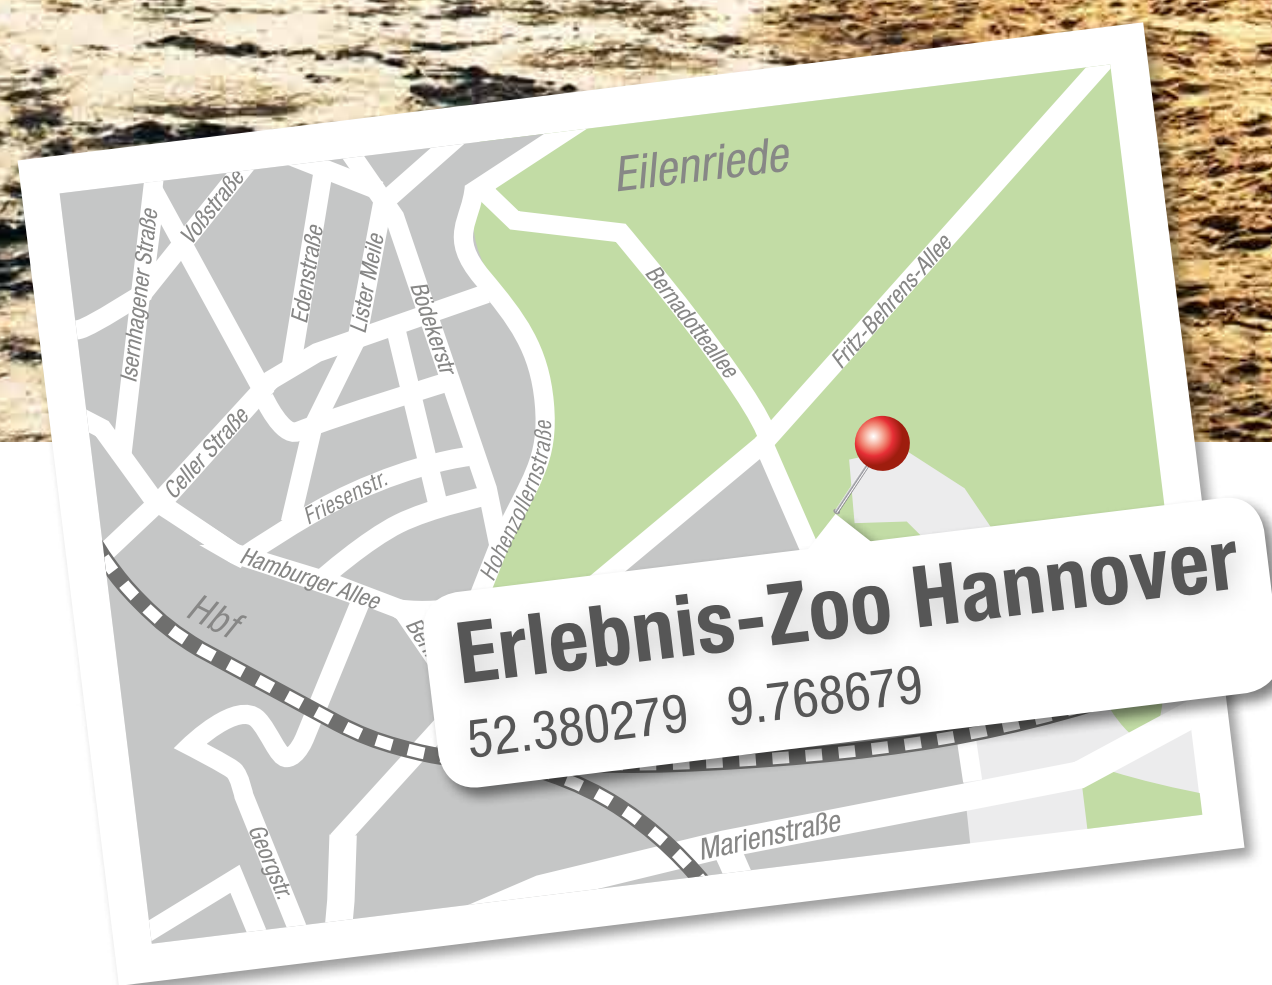 Eilenriede
Voßstraße
Isernhagener Straße
Edenstraße
Lister Meile
Bödekerstr
Bernadotteallee
Fritz-Behrens-Allee
Celler Straße
Friesenstr.
Hohenzollernstraße
Hamburger Allee
Hbf
Erlebnis-Zoo Hannover
52.380279 9.768679
Marienstraße
Georgstr.